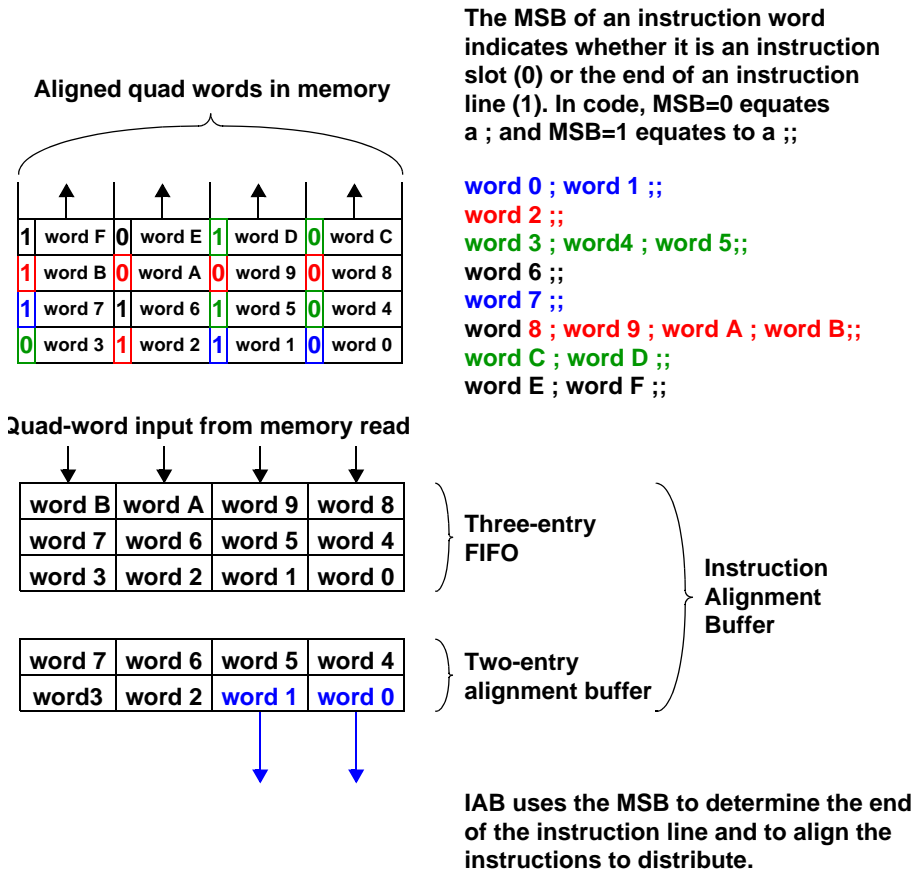 The MSB of an instruction word
indicates whether it is an instruction
slot (0) or the end of an instruction
line (1). In code, MSB=0 equates
a ; and MSB=1 equates to a ;;
Aligned quad words in memory
word 0 ; word 1 ;;
word 2 ;;
word 3 ; word4 ; word 5;;
word 6 ;;
word 7 ;;
word 8 ; word 9 ; word A ; word B;;
word C ; word D ;;
word E ; word F ;;
1 word F 0 word E 1 word D 0 word C
1 word B 0 word A 0 word 9 0 word 8
1 word 7 1 word 6 1 word 5 0 word 4
0 word 3 1 word 2 1 word 1 0 word 0
Quad-word input from memory read
word B word A word 9 word 8
word 7 word 6 word 5 word 4
word 3 word 2 word 1 word 0
Three-entry
FIFO
Instruction
Alignment
Buffer
word 7 word 6 word 5 word 4
word3 word 2 word 1 word 0
Two-entry
alignment buffer
IAB uses the MSB to determine the end
of the instruction line and to align the
instructions to distribute.